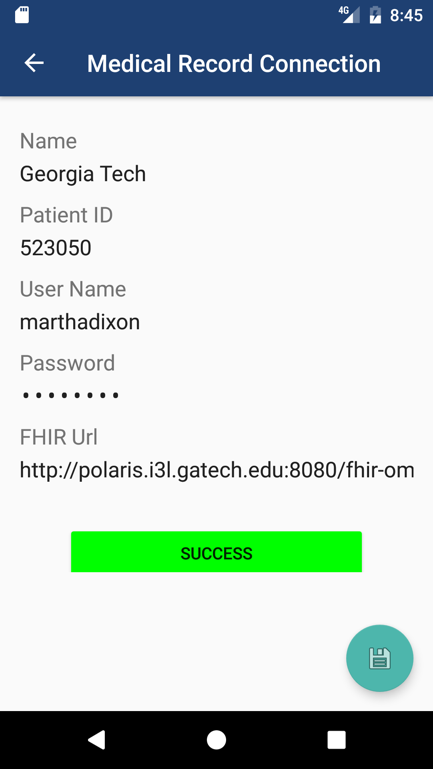 4G 8:45
Medical Record Connection
Name
Georgia Tech
Patient ID
523050
User Name
marthadixon
Password
••••••••
FHIR Url
http://polaris.i3l.gatech.edu:8080/fhir-om
SUCCESS